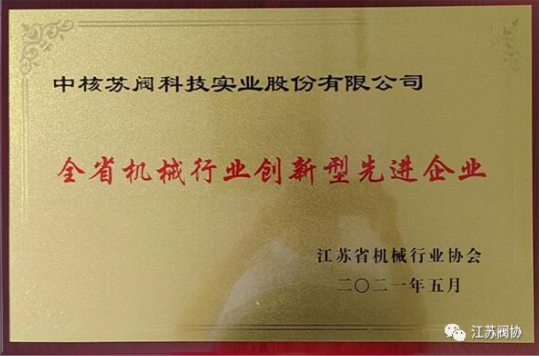 中核苏阀科技实业股份有限公司
全省机械行业创新型先进企业
江苏省机械行业协会
二〇二一年五月
江苏阀协